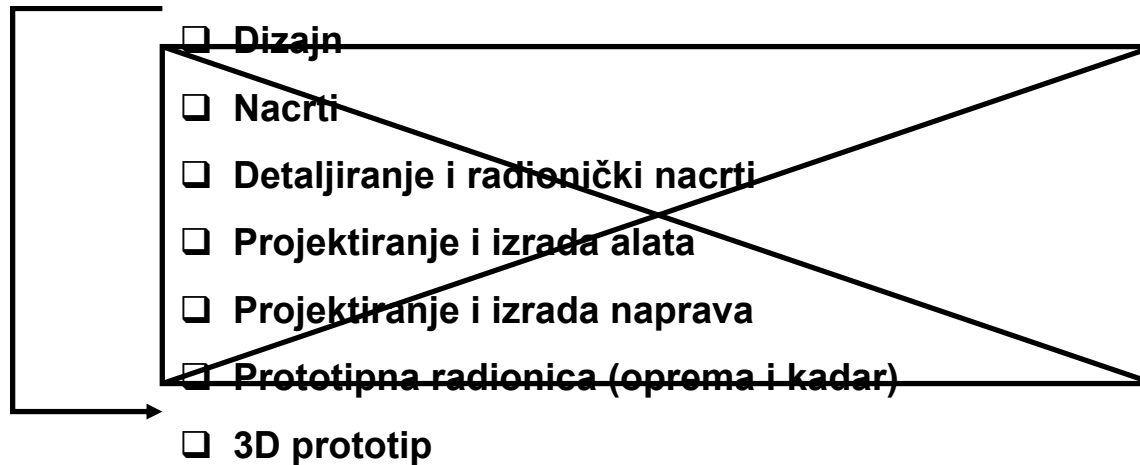 ❑ Dizajn
❑ Nacrti
❑ Detaljiranje i radionički nacrti
❑ Projektiranje i izrada alata
❑ Projektiranje i izrada naprava
❑ Prototipna radionica (oprema i kadar)
❑ 3D prototip